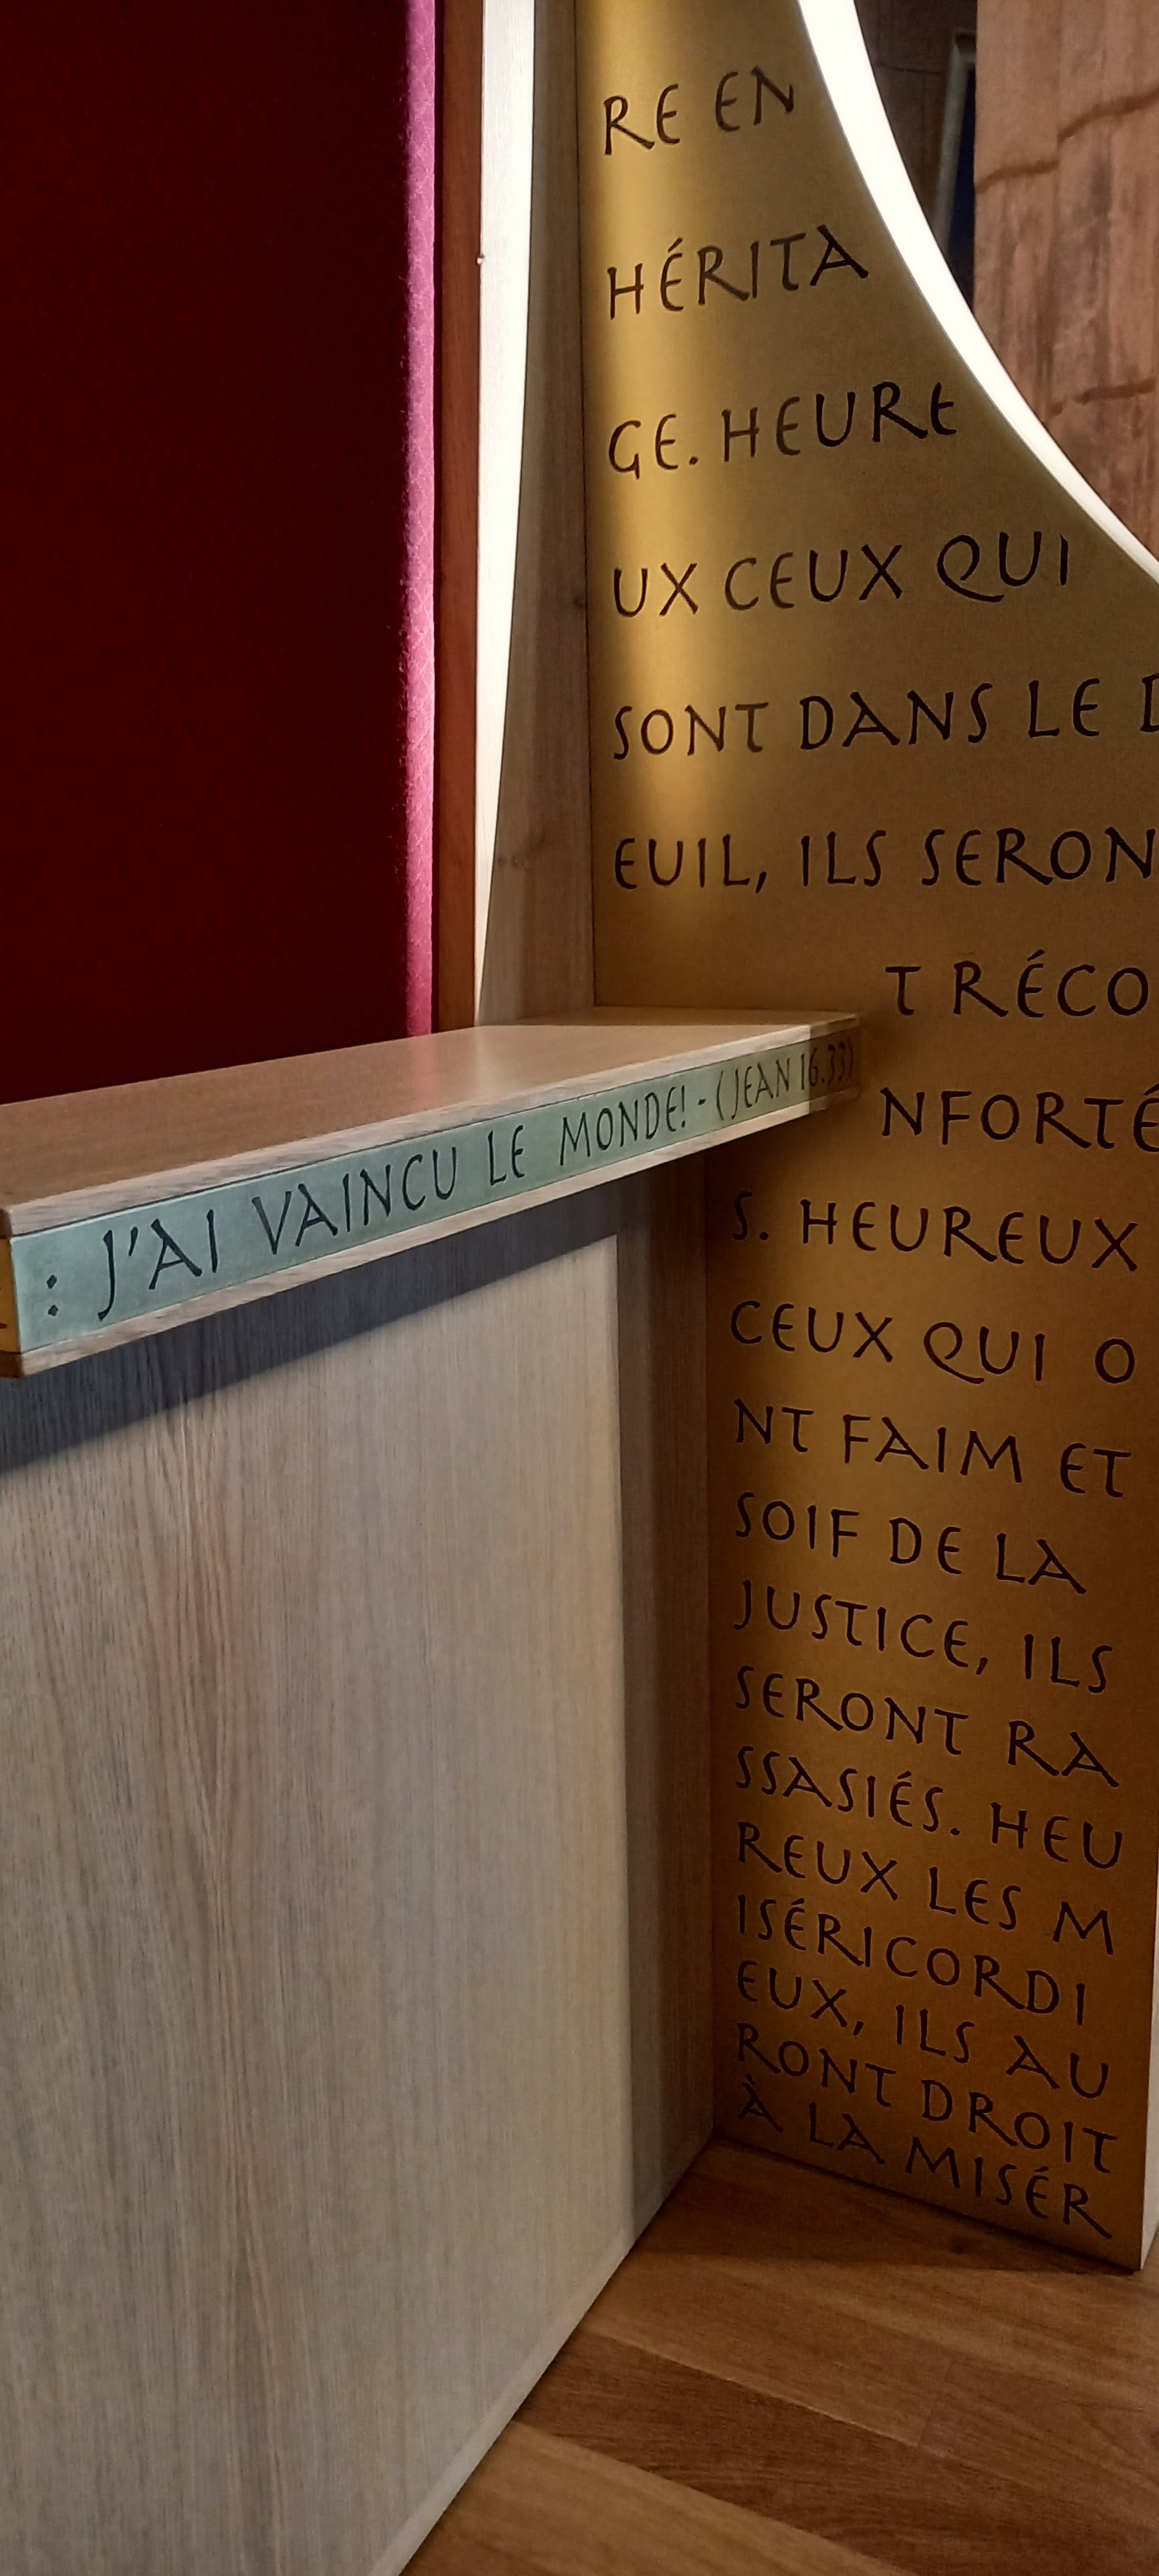 RE EN
HÉRITA
GE. HEURE
UX CEUX QUI
SONT DANS LE D
EUIL, ILS SERON
T RÉCO
NFORTÉ
S. HEUREUX
CEUX QUI O
NT FAIM ET
SOIF DE LA
JUSTICE, ILS
SERONT RA
SSASIÉS. HEU
REUX LES M
ISÉRICORDI
EUX, ILS AU
RONT DROIT
À LA MISÉR
: J'AI VAINCU LE MONDE! - (JEAN 16.33)